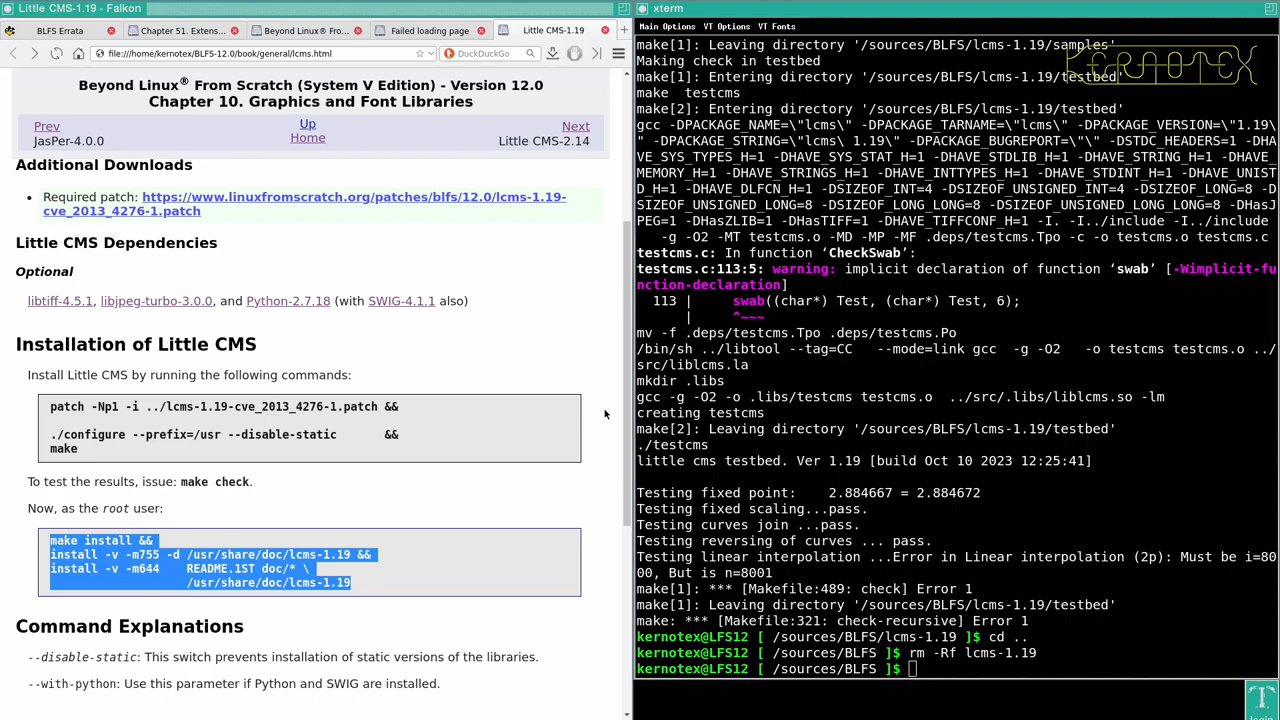 Little CMS-1.19 - Falkon
BLFS Errata
Chapter 51. Extens...
Beyond Linux® Fro...
Failed loading page
Little CMS-1.19
file:///home/kernotex/BLFS-12.0/book/general/lcms.html
DuckDuckGo
Beyond Linux® From Scratch (System V Edition) - Version 12.0
Chapter 10. Graphics and Font Libraries
Prev
Up
Next
JasPer-4.0.0
Home
Little CMS-2.14
Additional Downloads
• Required patch: https://www.linuxfromscratch.org/patches/blfs/12.0/lcms-1.19-
cve_2013_4276-1.patch
Little CMS Dependencies
Optional
libtiff-4.5.1, libjpeg-turbo-3.0.0, and Python-2.7.18 (with SWIG-4.1.1 also)
Installation of Little CMS
Install Little CMS by running the following commands:
patch -Np1 -i ../lcms-1.19-cve_2013_4276-1.patch &&
./configure --prefix=/usr --disable-static &&
make
To test the results, issue: make check.
Now, as the root user:
make install &&
install -v -m755 -d /usr/share/doc/lcms-1.19 &&
install -v -m644 README.1ST doc/* \
/usr/share/doc/lcms-1.19
Command Explanations
--disable-static: This switch prevents installation of static versions of the libraries.
--with-python: Use this parameter if Python and SWIG are installed.
xterm
Main Options VT Options VT Fonts
KERNOTEX
make[1]: Leaving directory '/sources/BLFS/lcms-1.19/samples'
Making check in testbed
make[1]: Entering directory '/sources/BLFS/lcms-1.19/testbed'
make testcms
make[2]: Entering directory '/sources/BLFS/lcms-1.19/testbed'
gcc -DPACKAGE_NAME=\"lcms\" -DPACKAGE_TARNAME=\"lcms\" -DPACKAGE_VERSION=\"1.19\
" -DPACKAGE_STRING=\"lcms\ 1.19\" -DPACKAGE_BUGREPORT=\"\" -DSTDC_HEADERS=1 -DHA
VE_SYS_TYPES_H=1 -DHAVE_SYS_STAT_H=1 -DHAVE_STDLIB_H=1 -DHAVE_STRING_H=1 -DHAVE_
MEMORY_H=1 -DHAVE_STRINGS_H=1 -DHAVE_INTTYPES_H=1 -DHAVE_STDINT_H=1 -DHAVE_UNIST
D_H=1 -DHAVE_DLFCN_H=1 -DSIZEOF_INT=4 -DSIZEOF_UNSIGNED_INT=4 -DSIZEOF_LONG=8 -D
SIZEOF_UNSIGNED_LONG=8 -DSIZEOF_LONG_LONG=8 -DSIZEOF_UNSIGNED_LONG_LONG=8 -DHasJ
PEG=1 -DHasZLIB=1 -DHasTIFF=1 -DHAVE_TIFFCONF_H=1 -I. -I../include -I../include
-g -O2 -MT testcms.o -MD -MP -MF .deps/testcms.Tpo -c -o testcms.o testcms.c
testcms.c: In function ‘CheckSwab’:
testcms.c:113:5: warning: implicit declaration of function ‘swab’ [-Wimplicit-fu
nction-declaration]
113 | swab((char*) Test, (char*) Test, 6);
| ^~~~
mv -f .deps/testcms.Tpo .deps/testcms.Po
/bin/sh ../libtool --tag=CC --mode=link gcc -g -O2 -o testcms testcms.o ../
src/liblcms.la
mkdir .libs
gcc -g -O2 -o .libs/testcms testcms.o ../src/.libs/liblcms.so -lm
creating testcms
make[2]: Leaving directory '/sources/BLFS/lcms-1.19/testbed'
./testcms
little cms testbed. Ver 1.19 [build Oct 10 2023 12:25:41]
Testing fixed point: 2.884667 = 2.884672
Testing fixed scaling...pass.
Testing curves join ...pass.
Testing reversing of curves ... pass.
Testing linear interpolation ...Error in Linear interpolation (2p): Must be i=80
00, But is n=8001
make[1]: *** [Makefile:489: check] Error 1
make[1]: Leaving directory '/sources/BLFS/lcms-1.19/testbed'
make: *** [Makefile:321: check-recursive] Error 1
kernotex@LFS12 [ /sources/BLFS/lcms-1.19 ]$ cd ..
kernotex@LFS12 [ /sources/BLFS ]$ rm -Rf lcms-1.19
kernotex@LFS12 [ /sources/BLFS ]$
login